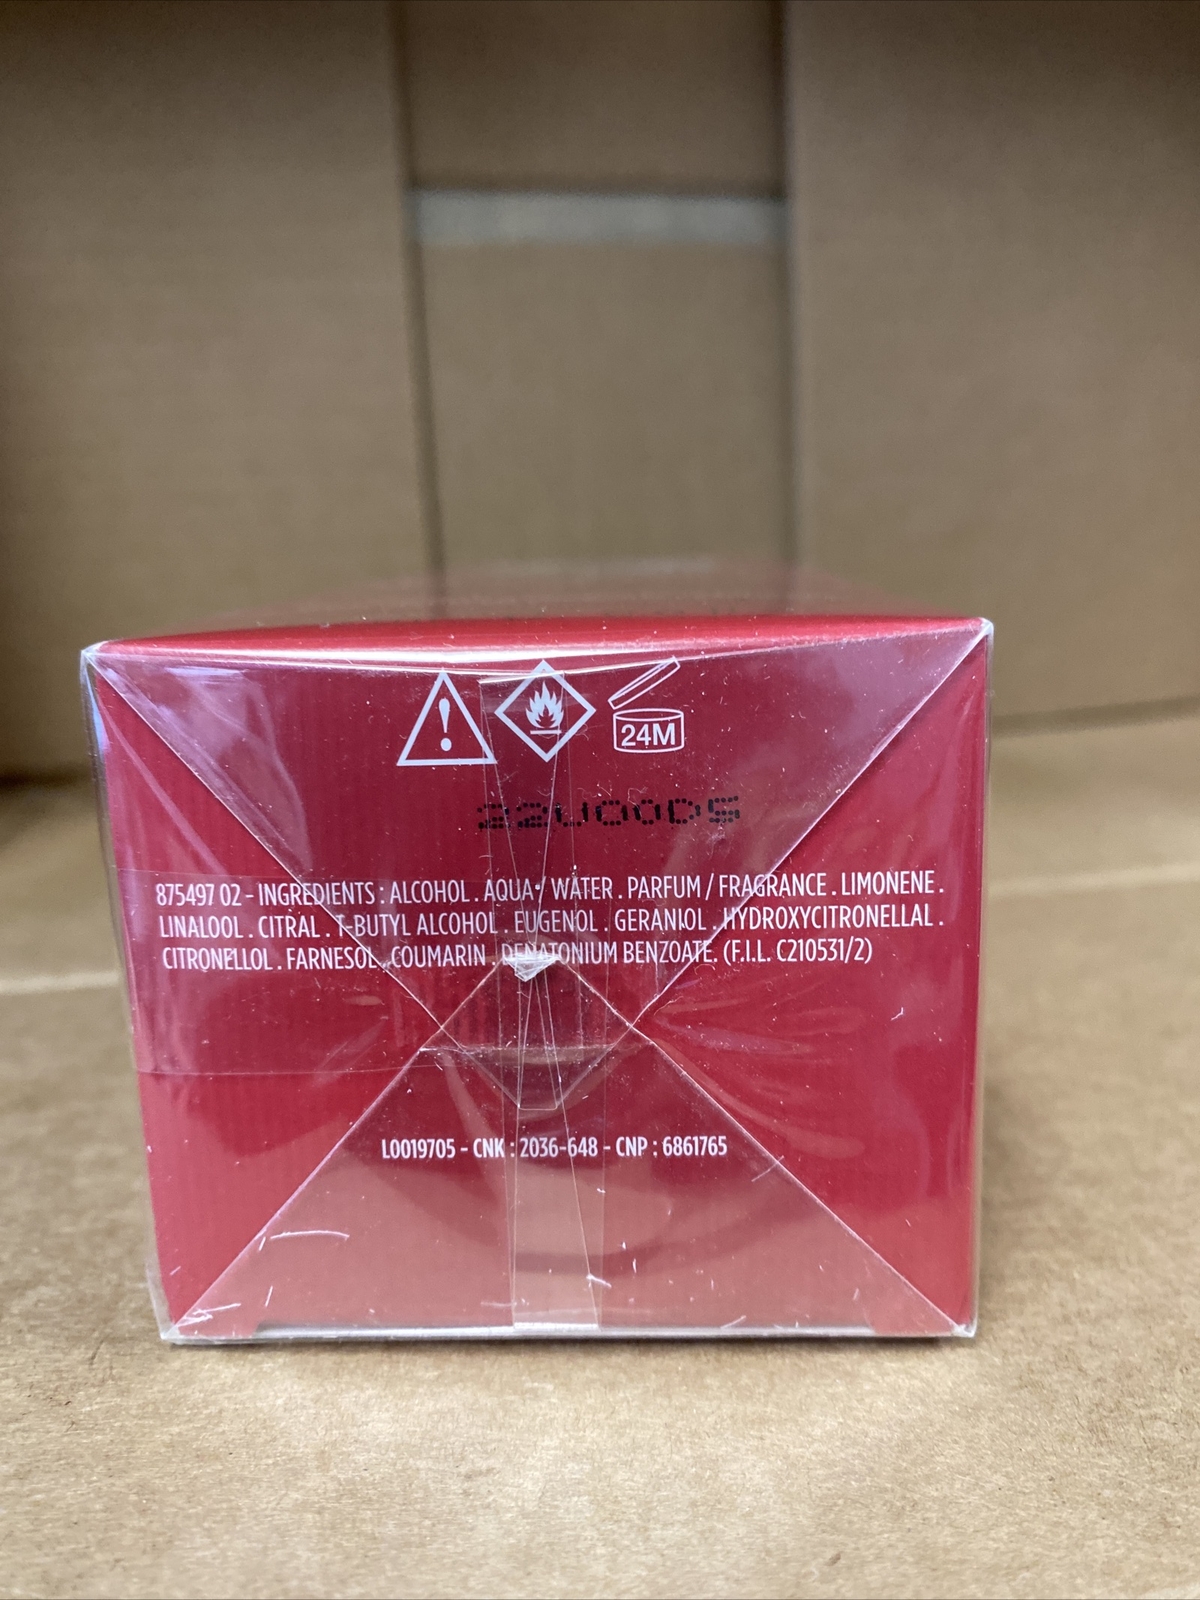 24M
22U00D5
875497 02 - INGREDIENTS : ALCOHOL . AQUA / WATER . PARFUM / FRAGRANCE . LIMONENE .
LINALOOL . CITRAL . T-BUTYL ALCOHOL . EUGENOL . GERANIOL . HYDROXYCITRONELLAL .
CITRONELLOL . FARNESOL . COUMARIN . DENATONIUM BENZOATE. (F.I.L. C210531/2)
L0019705 - CNK : 2036-648 - CNP : 6861765